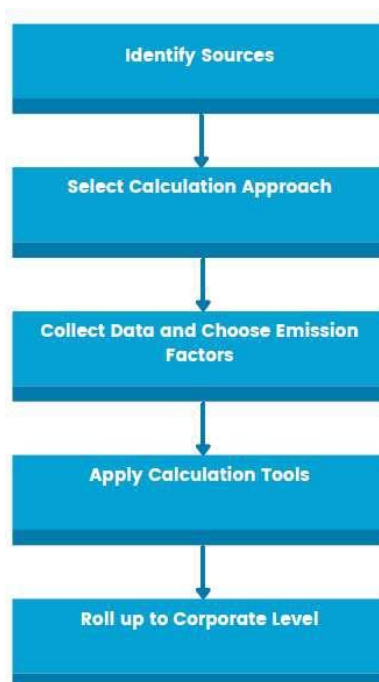 Identify Sources
Select Calculation Approach
Collect Data and Choose Emission
Factors
Apply Calculation Tools
Roll up to Corporate Level